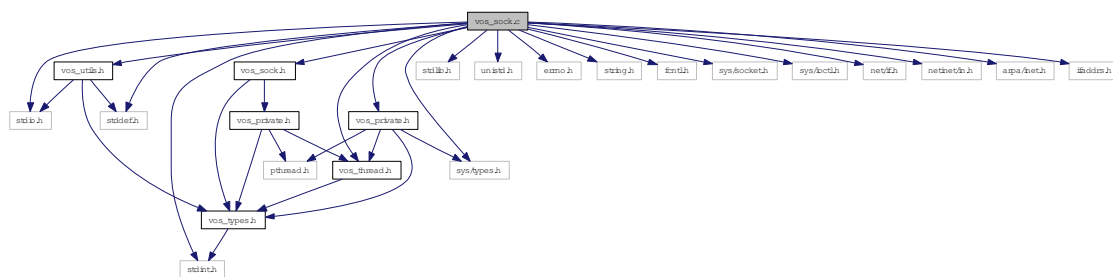 vos_sock.c
vos_utils.h
vos_sock.h
stdlib.h
unistd.h
errno.h
string.h
fcntl.h
sys/socket.h
sys/ioctl.h
net/if.h
netinet/in.h
arpa/inet.h
ifaddrs.h
stdio.h
stddef.h
vos_private.h
vos_private.h
pthread.h
vos_thread.h
sys/types.h
vos_types.h
stdint.h